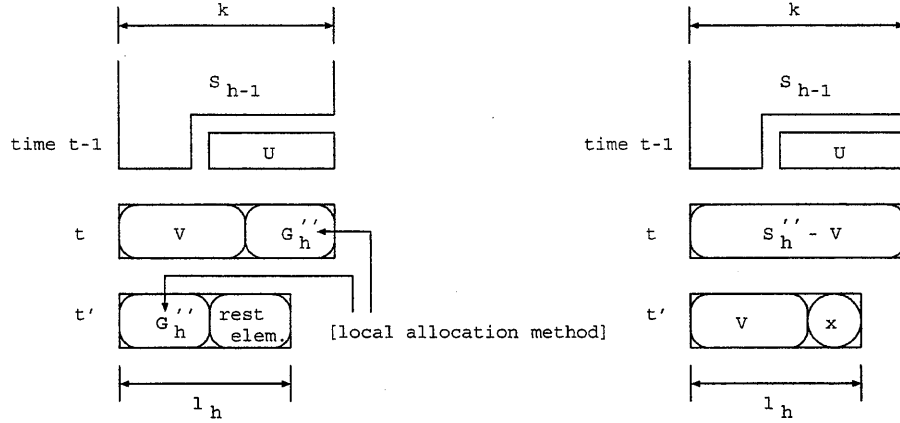 k k
S h-1 S h-1
time t-1 U time t-1 U
t V G h '' t S h '' - V
t' G h '' rest elem. [local allocation method] t' V x
l h l h